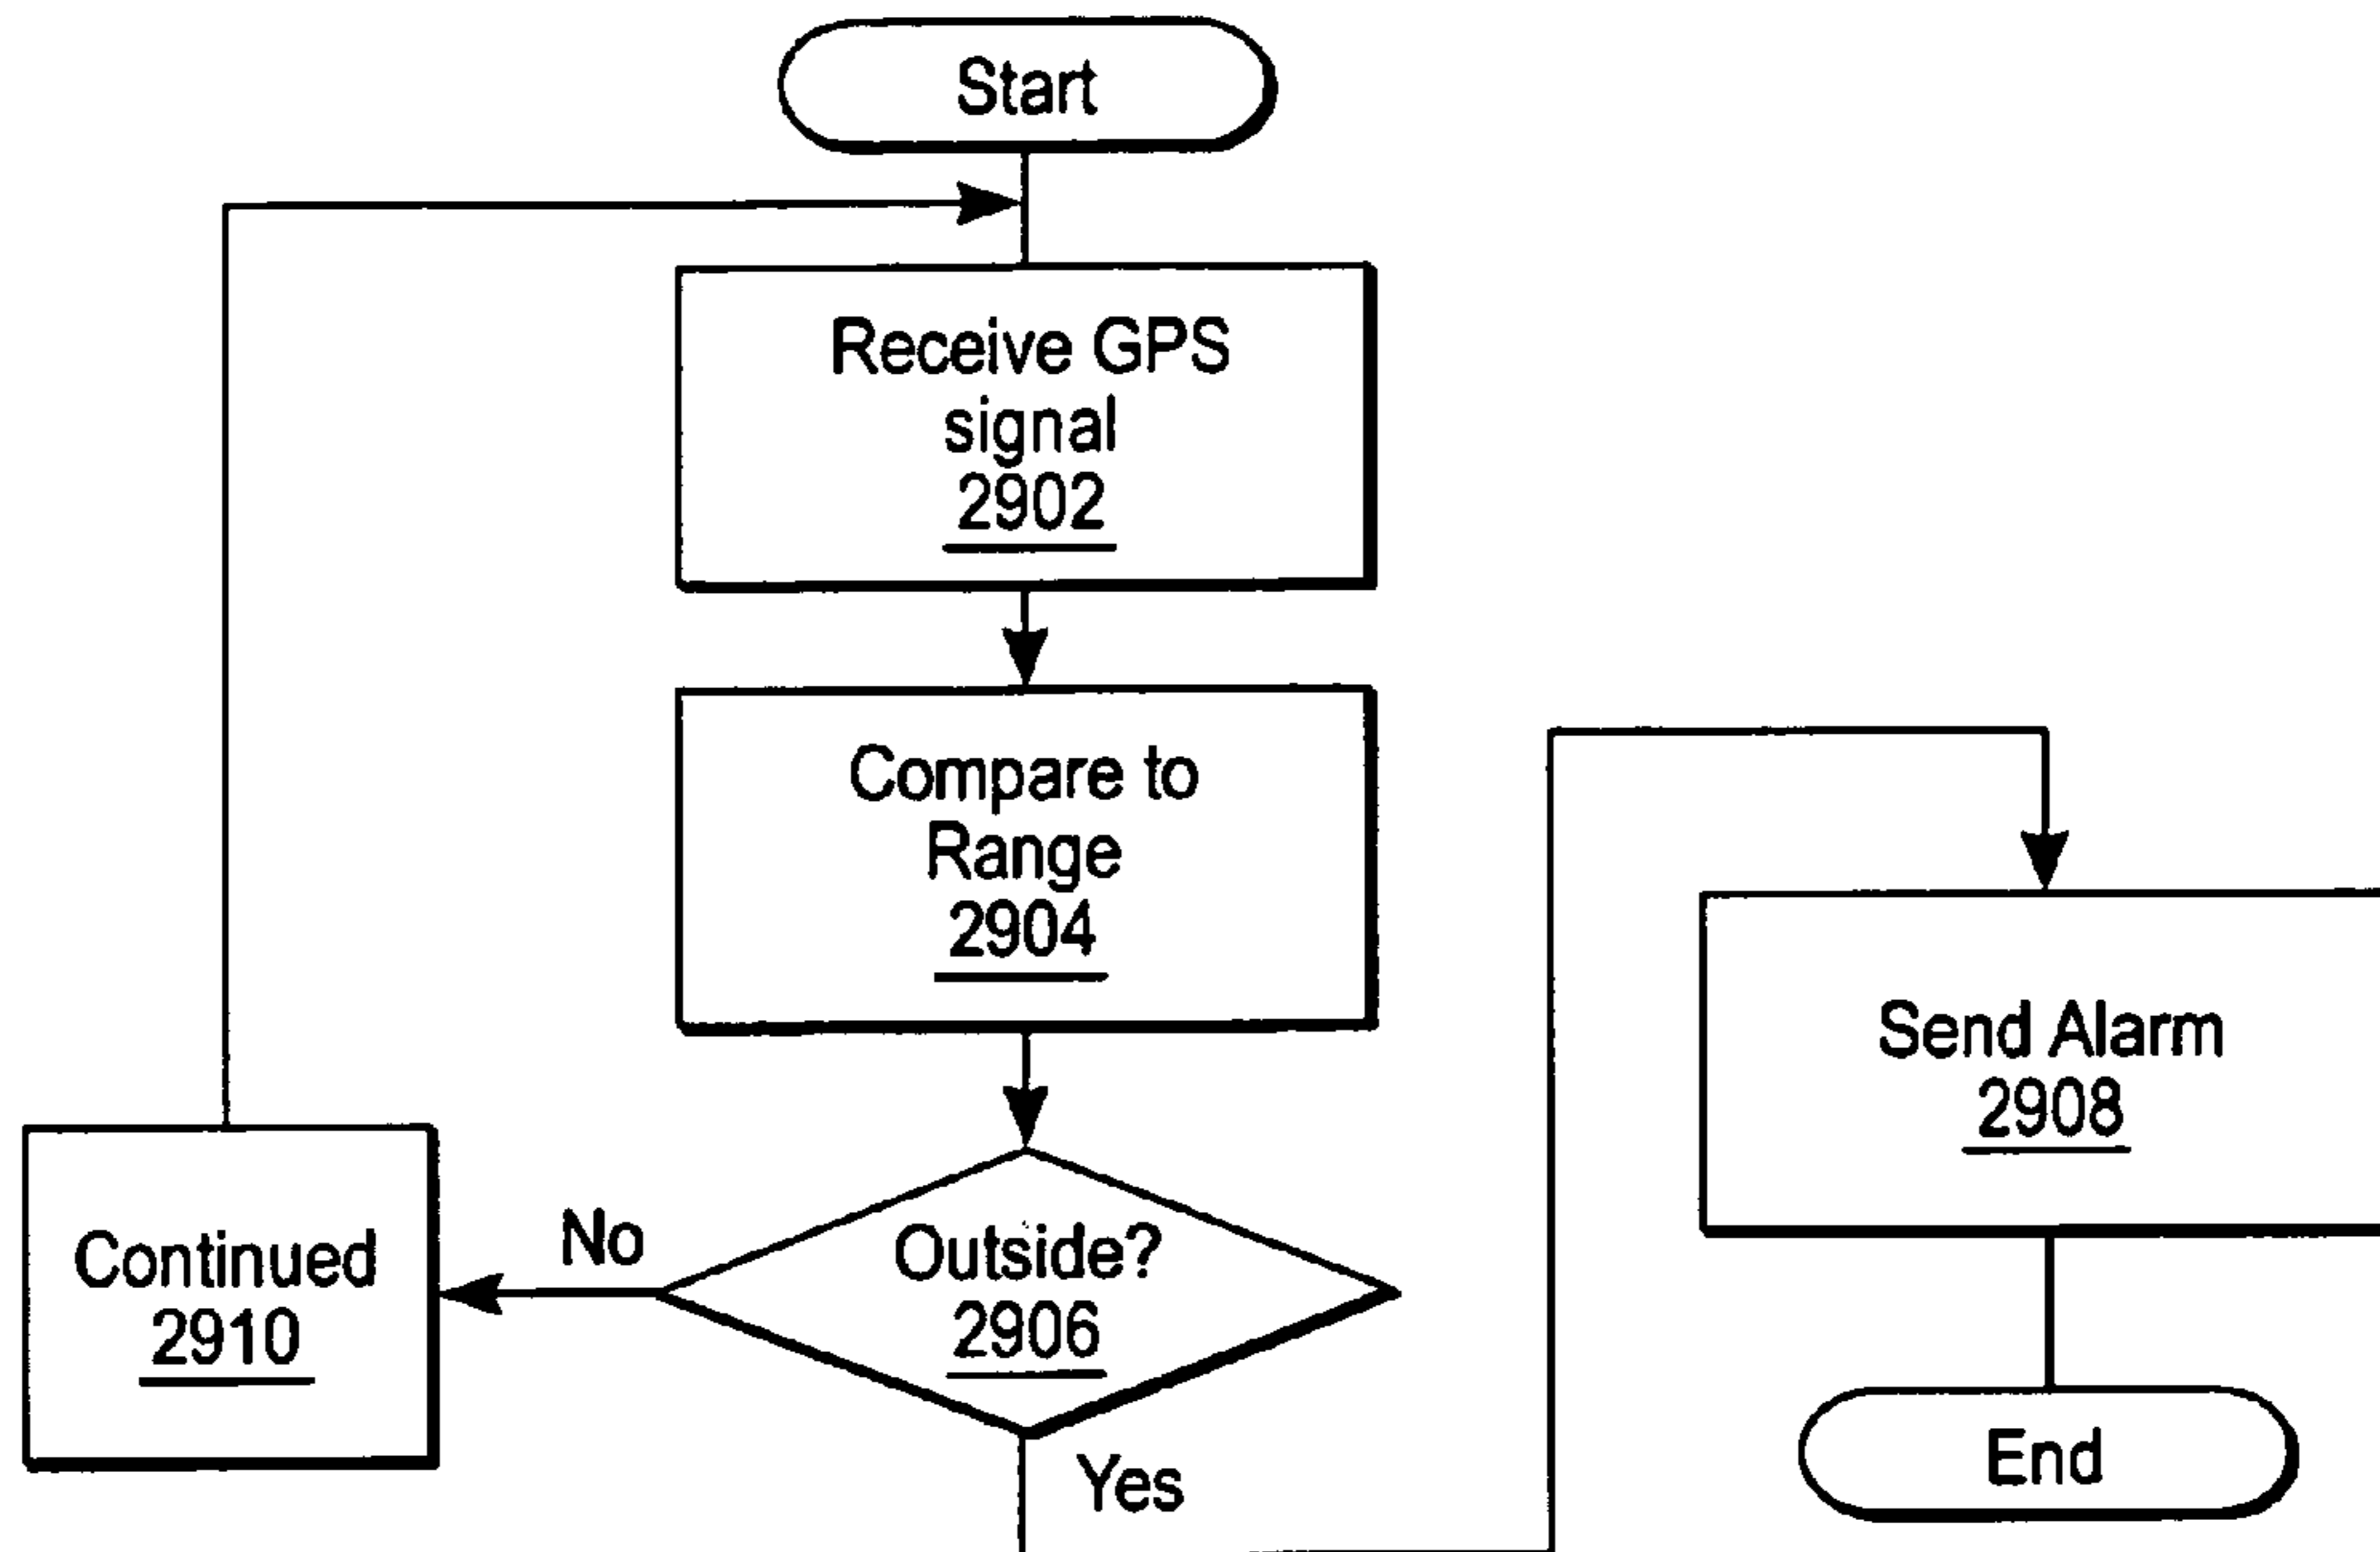 Start
Receive GPS
signal
2902
Compare to
Range
2904
Outside?
2906
No
Yes
Continued
2910
Send Alarm
2908
End